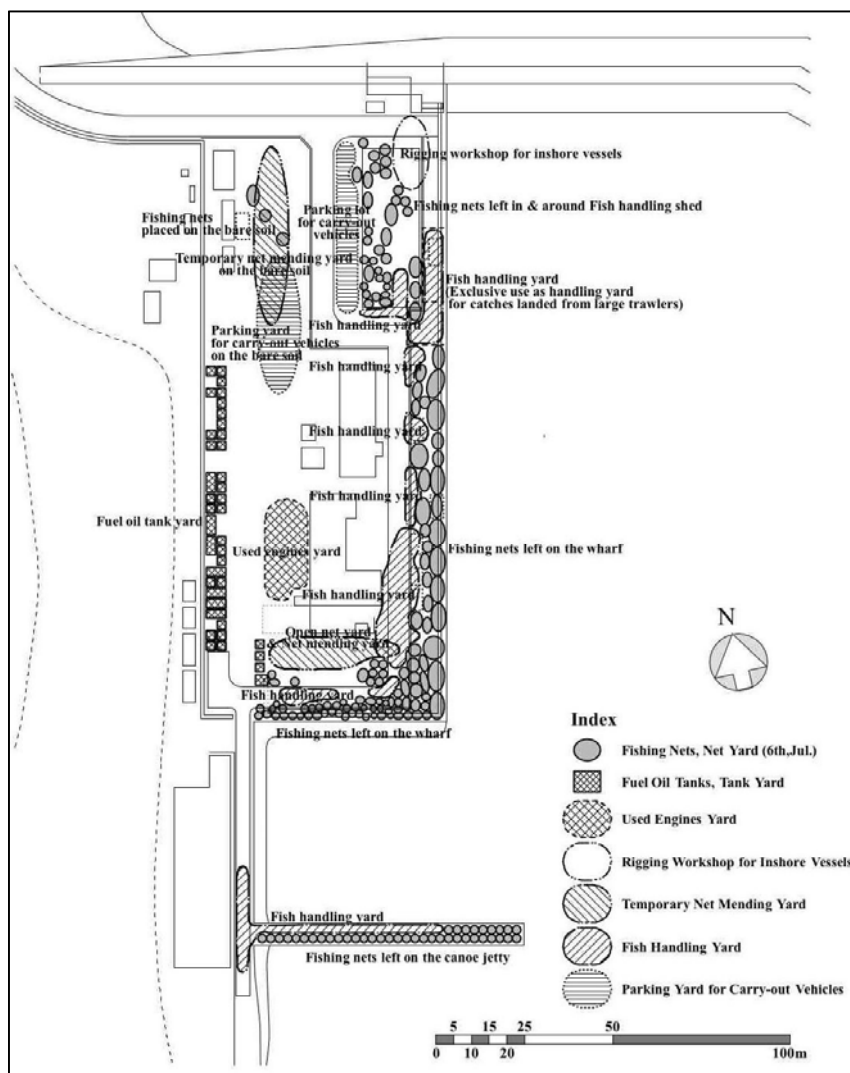 Rigging workshop for inshore vessels
Fishing nets left in & around Fish handling shed
Fishing nets
placed on the bare soil
Parking lot
for carry-out
vehicles
Temporary net mending yard
on the bare soil
Fish handling yard
(Exclusive use as handling yard
for catches landed from large trawlers)
Fish handling yard
Parking yard
for carry-out vehicles
on the bare soil
Fish handling yard
Fish handling yard
Fish handling yard
Fuel oil tank yard
Used engines yard
Fishing nets left on the wharf
Fish handling yard
Open net yard
& Net mending yard
Fish handling yard
Fishing nets left on the wharf
Fish handling yard
Fishing nets left on the canoe jetty
N
Index
Fishing Nets, Net Yard (6th,Jul.)
Fuel Oil Tanks, Tank Yard
Used Engines Yard
Rigging Workshop for Inshore Vessels
Temporary Net Mending Yard
Fish Handling Yard
Parking Yard for Carry-out Vehicles
5 15 25 50
0 10 20 100m